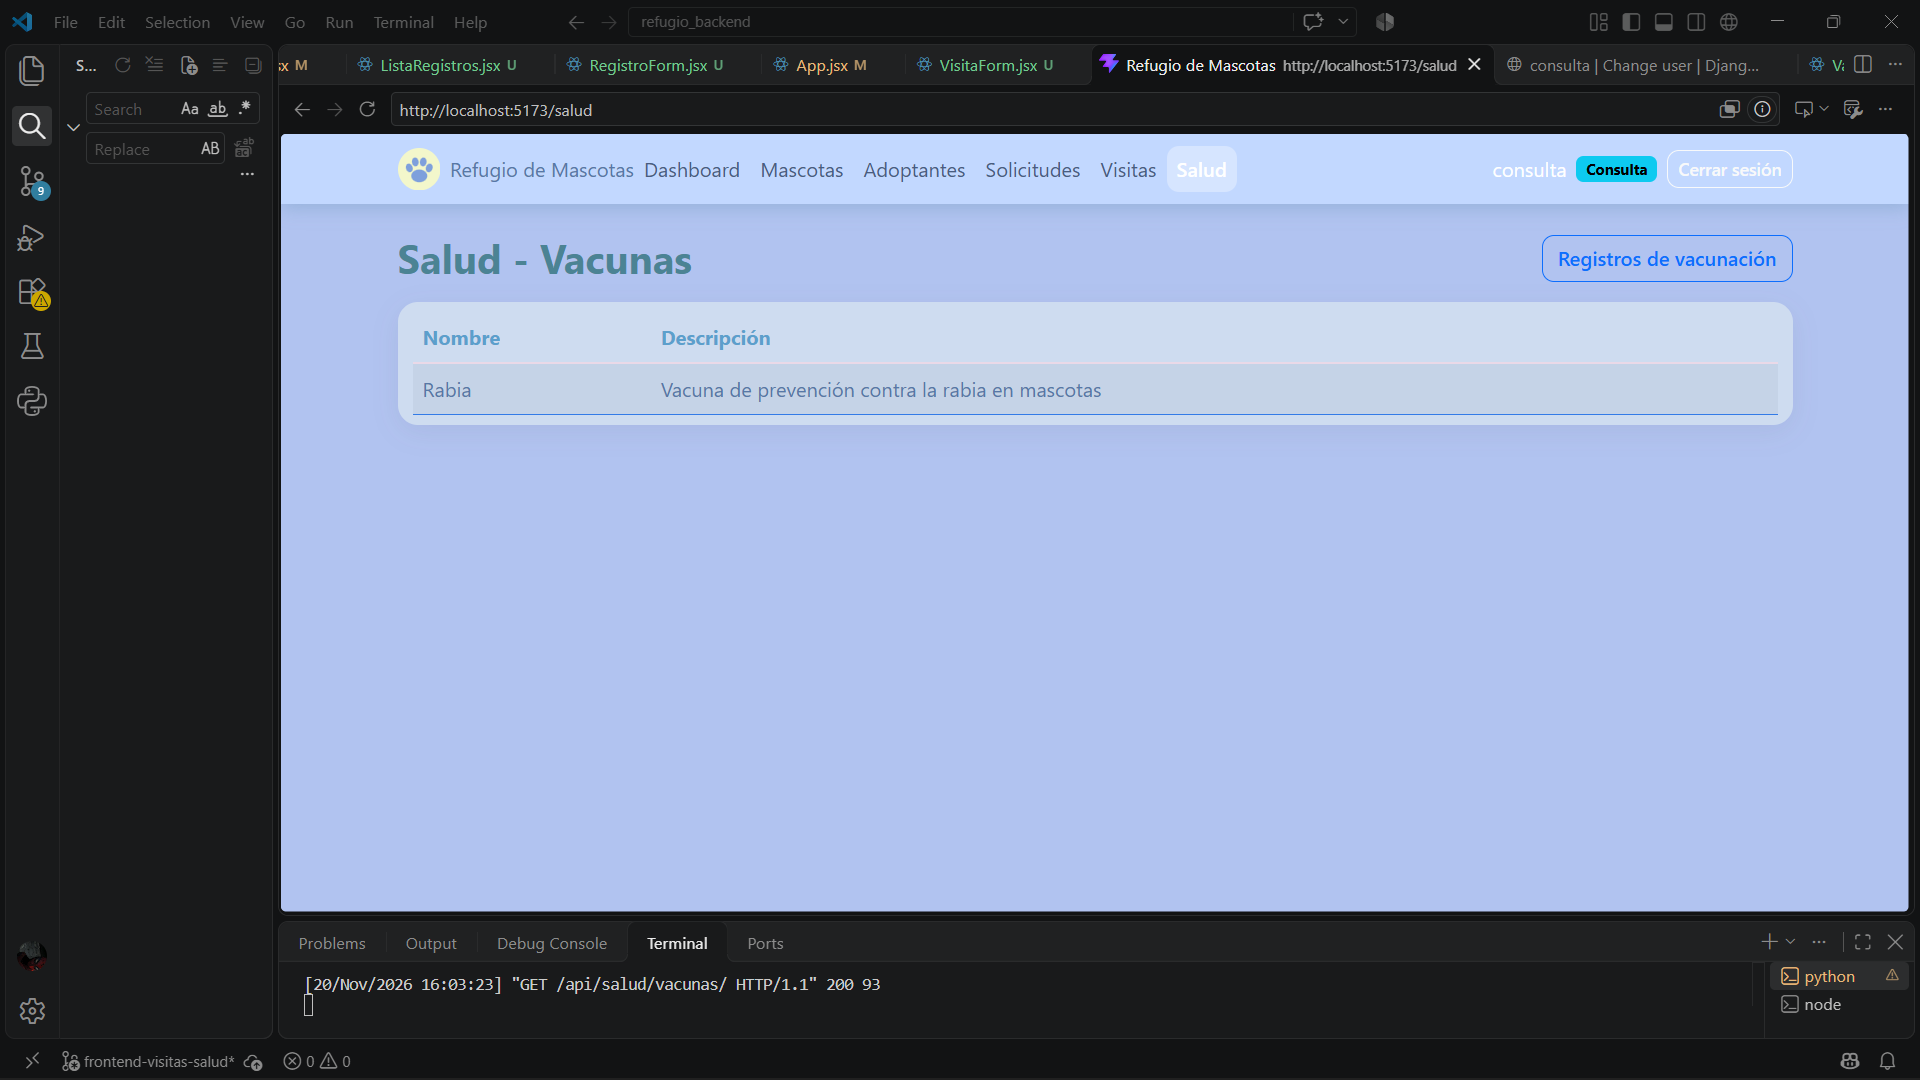 File Edit Selection View Go Run Terminal Help
refugio_backend
S...
sx M
ListaRegistros.jsx U
RegistroForm.jsx U
App.jsx M
VisitaForm.jsx U
Refugio de Mascotas http://localhost:5173/salud
consulta | Change user | Djang...
Search Aa ab .*
Replace AB
http://localhost:5173/salud
9
Refugio de Mascotas Dashboard Mascotas Adoptantes Solicitudes Visitas Salud
consulta Consulta Cerrar sesión
Salud - Vacunas
Registros de vacunación
Nombre Descripción
Rabia Vacuna de prevención contra la rabia en mascotas
Problems Output Debug Console Terminal Ports
[20/Nov/2026 16:03:23] "GET /api/salud/vacunas/ HTTP/1.1" 200 93
python
node
frontend-visitas-salud* 0 0